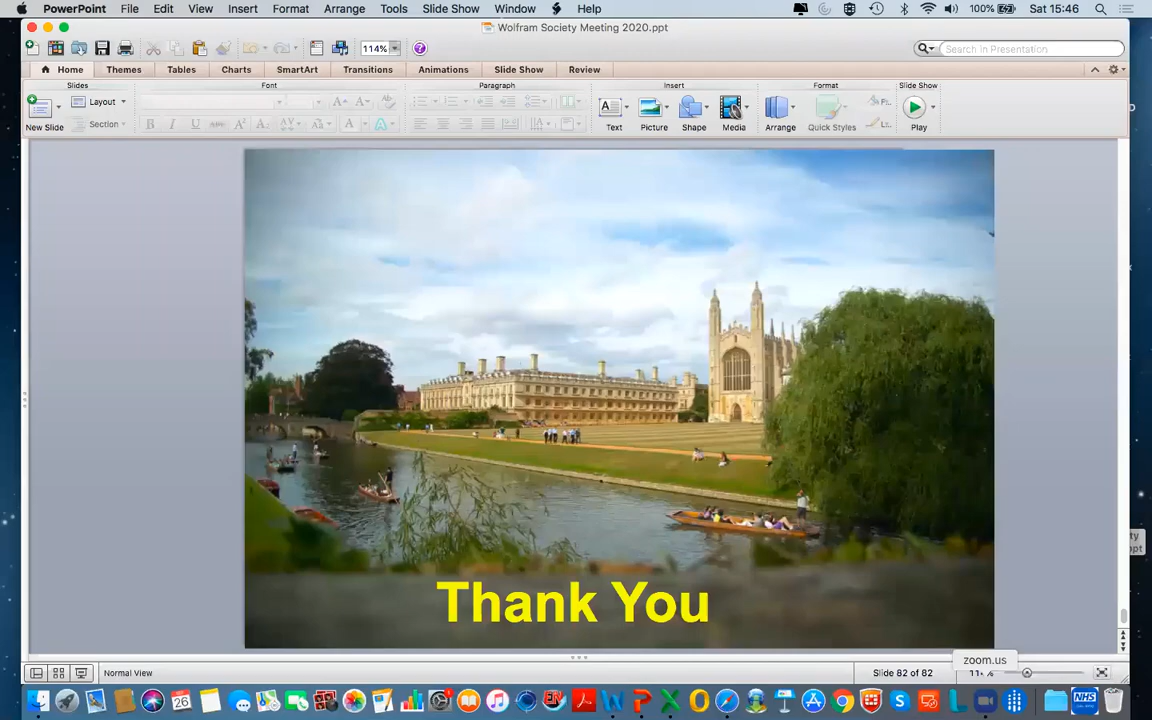 PowerPoint File Edit View Insert Format Arrange Tools Slide Show Window Help 100% Sat 15:46
Wolfram Society Meeting 2020.ppt
114% Search in Presentation
Home Themes Tables Charts SmartArt Transitions Animations Slide Show Review
Slides Font Paragraph Insert Format Slide Show
Layout
Section
New Slide Text Picture Shape Media Arrange Quick Styles Play
Thank You
zoom.us
Normal View Slide 82 of 82
26
NHS